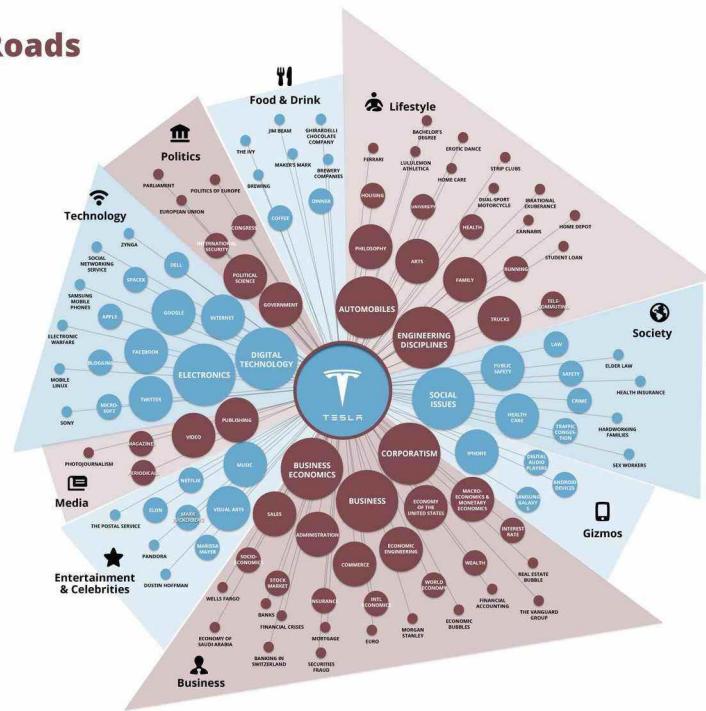 Roads
Food & Drink
JIM BEAM
GHIRARDELLI
CHOCOLATE
COMPANY
THE IVY
MAKER'S MARK
BREWERY
COMPANIES
BREWING
DINNER
COFFEE
Lifestyle
BACHELOR'S
DEGREE
EROTIC DANCE
FERRARI
LULULEMON
ATHLETICA
STRIP CLUBS
HOME CARE
DUAL-SPORT
MOTORCYCLE
IRRATIONAL
EXUBERANCE
HOUSING
UNIVERSITY
CANNABIS
HOME DEPOT
HEALTH
STUDENT LOAN
PHILOSOPHY
ARTS
FAMILY
RUNNING
TELE-
COMMUTING
TRUCKS
AUTOMOBILES
ENGINEERING
DISCIPLINES
Politics
PARLIAMENT
POLITICS OF EUROPE
EUROPEAN UNION
CONGRESS
INTERNATIONAL
SECURITY
POLITICAL
SCIENCE
GOVERNMENT
Technology
ZYNGA
SOCIAL
NETWORKING
SERVICE
DELL
SPACEX
SAMSUNG
MOBILE
PHONES
GOOGLE
INTERNET
APPLE
ELECTRONIC
WARFARE
FACEBOOK
BLOGGING
DIGITAL
TECHNOLOGY
ELECTRONICS
MOBILE
LINUX
MICRO-
SOFT
TWITTER
SONY
TESLA
Society
LAW
ELDER LAW
PUBLIC
SAFETY
SAFETY
HEALTH INSURANCE
SOCIAL
ISSUES
CRIME
HEALTH
CARE
HARDWORKING
FAMILIES
TRAFFIC
CONGES-
TION
SEX WORKERS
IPHONE
DIGITAL
AUDIO
PLAYERS
ANDROID
DEVICES
SAMSUNG
GALAXY
S
Gizmos
PUBLISHING
VIDEO
MAGAZINE
PHOTOJOURNALISM
PERIODICAL
Media
MUSIC
NETFLIX
ELON
MARK
ZUCKERBERG
VISUAL ARTS
THE POSTAL SERVICE
MARISSA
MAYER
PANDORA
DUSTIN HOFFMAN
Entertainment
& Celebrities
CORPORATISM
BUSINESS
ECONOMICS
BUSINESS
SALES
ADMINISTRATION
COMMERCE
ECONOMIC
ENGINEERING
ECONOMY
OF THE
UNITED STATES
MACRO-
ECONOMICS &
MONETARY
ECONOMICS
INTEREST
RATE
SOCIO-
ECONOMICS
STOCK
MARKET
WEALTH
REAL ESTATE
BUBBLE
WORLD
ECONOMY
WELLS FARGO
INSURANCE
INTL
ECONOMICS
FINANCIAL
ACCOUNTING
THE VANGUARD
GROUP
BANKS
FINANCIAL CRISES
ECONOMIC
BUBBLES
MORGAN
STANLEY
ECONOMY OF
SAUDI ARABIA
MORTGAGE
EURO
BANKING IN
SWITZERLAND
SECURITIES
FRAUD
Business